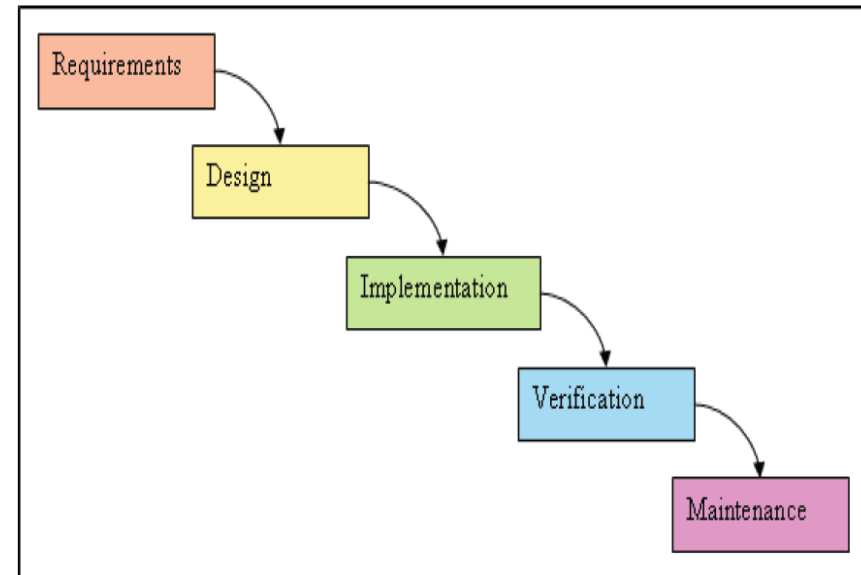 Requirements
Design
Implementation
Verification
Maintenance